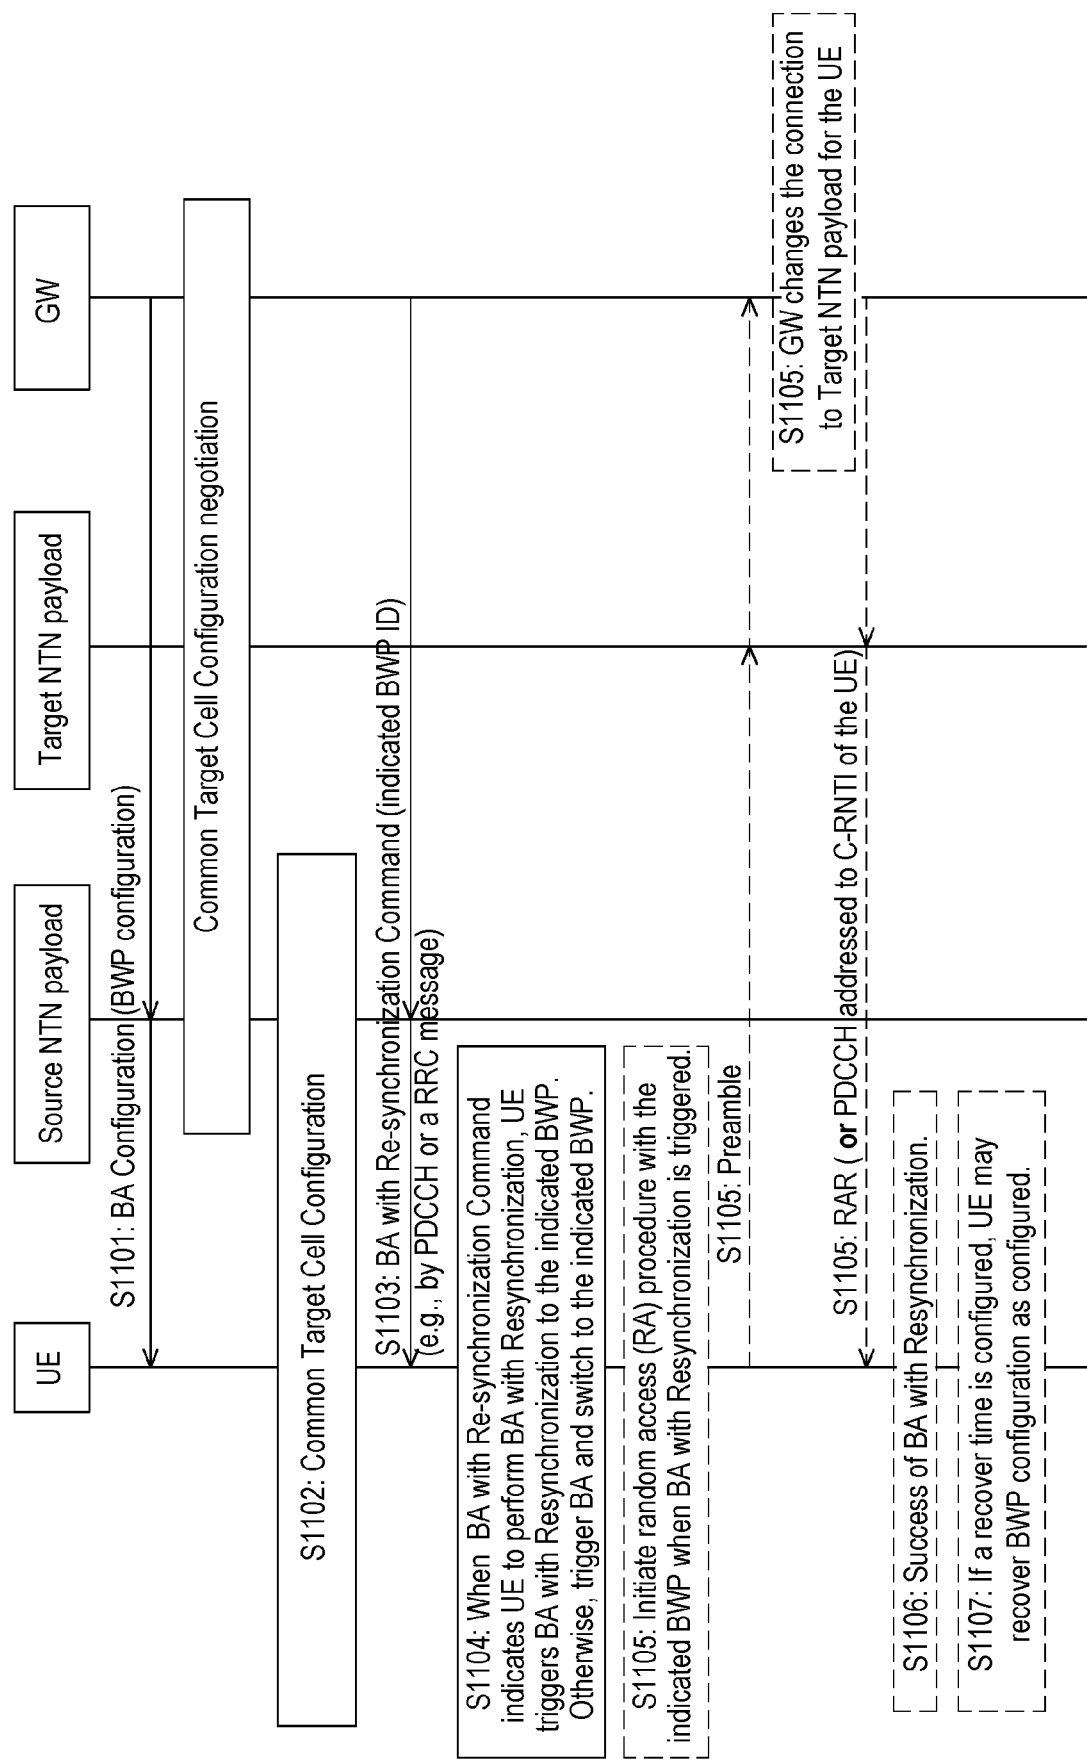 UE
Source NTN payload
Target NTN payload
GW
S1101: BA Configuration (BWP configuration)
Common Target Cell Configuration negotiation
S1102: Common Target Cell Configuration
S1103: BA with Re-synchronization Command (indicated BWP ID)
(e.g., by PDCCH or a RRC message)
S1104: When BA with Re-synchronization Command
indicates UE to perform BA with Resynchronization, UE
triggers BA with Resynchronization to the indicated BWP.
Otherwise, trigger BA and switch to the indicated BWP.
S1105: Initiate random access (RA) procedure with the
indicated BWP when BA with Resynchronization is triggered.
S1105: Preamble
S1105: GW changes the connection
to Target NTN payload for the UE
S1105: RAR ( or PDCCH addressed to C-RNTI of the UE)
S1106: Success of BA with Resynchronization.
S1107: If a recover time is configured, UE may
recover BWP configuration as configured.